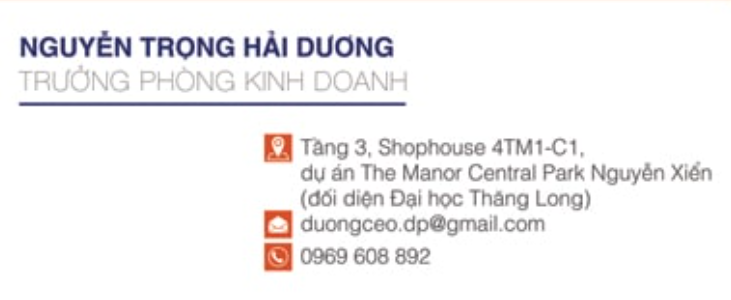 NGUYỄN TRỌNG HẢI DƯƠNG
TRƯỞNG PHÒNG KINH DOANH
Tầng 3, Shophouse 4TM1-C1,
dự án The Manor Central Park Nguyễn Xiển
(đối diện Đại học Thăng Long)
duongceo.dp@gmail.com
0969 608 892